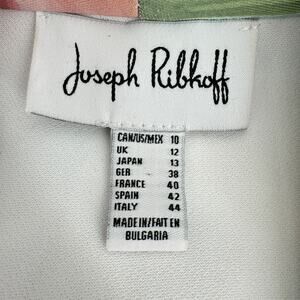 Joseph Ribkoff
CAN/US/MEX 10
UK 12
JAPAN 13
GER 38
FRANCE 40
SPAIN 42
ITALY 44
MADE IN/FAIT EN
BULGARIA